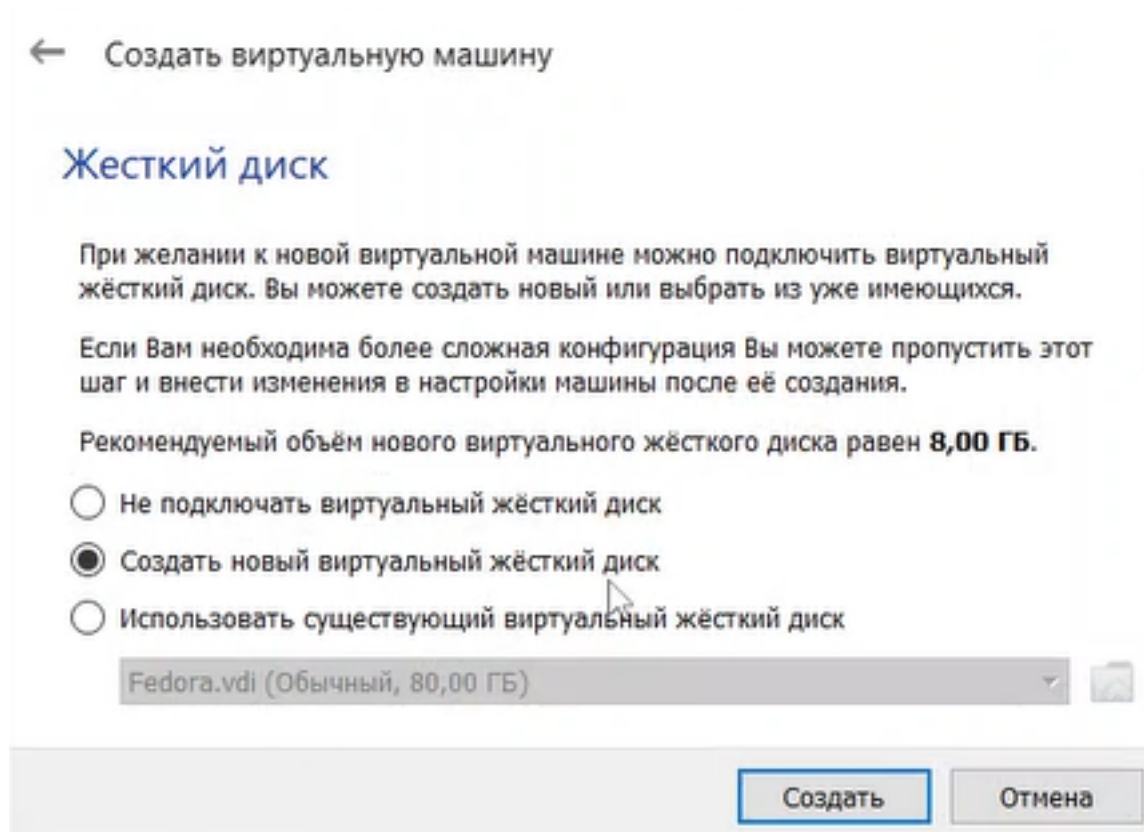 Создать виртуальную машину
Жесткий диск
При желании к новой виртуальной машине можно подключить виртуальный
жёсткий диск. Вы можете создать новый или выбрать из уже имеющихся.
Если Вам необходима более сложная конфигурация Вы можете пропустить этот
шаг и внести изменения в настройки машины после её создания.
Рекомендуемый объём нового виртуального жёсткого диска равен 8,00 ГБ.
Не подключать виртуальный жёсткий диск
Создать новый виртуальный жёсткий диск
Использовать существующий виртуальный жёсткий диск
Fedora.vdi (Обычный, 80,00 ГБ)
Создать
Отмена